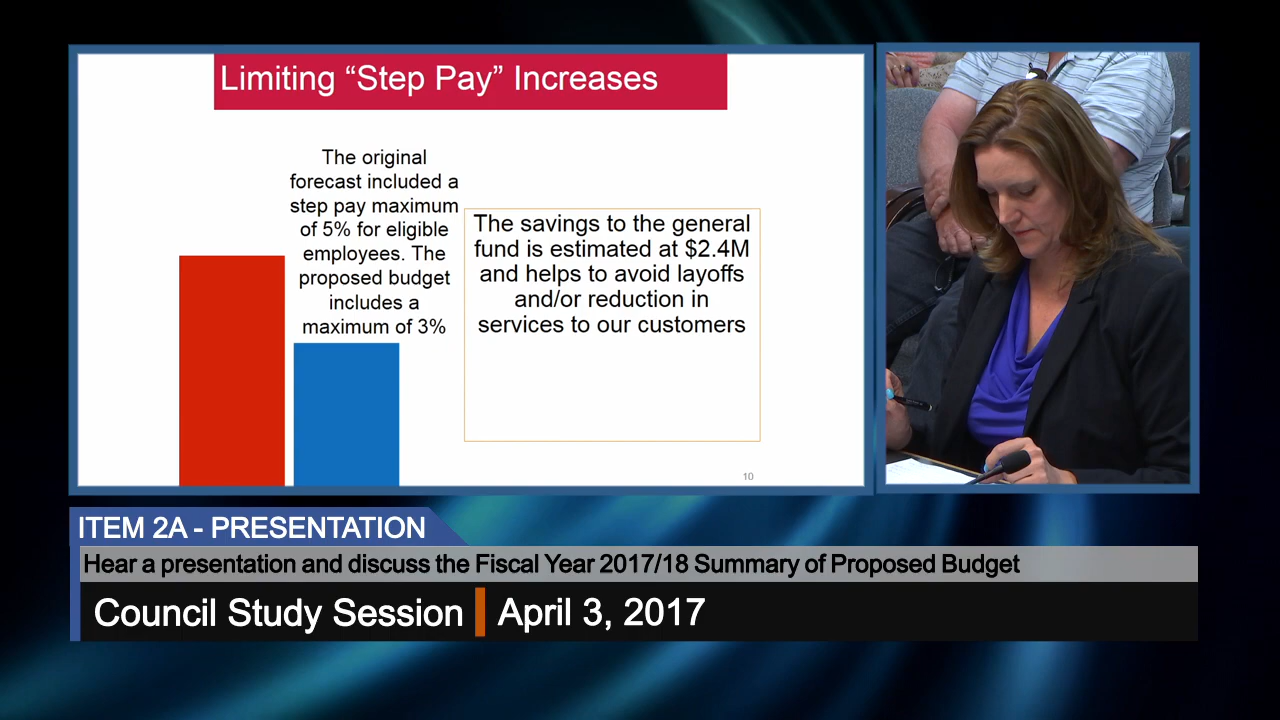 Limiting “Step Pay” Increases
The original
forecast included a
step pay maximum
of 5% for eligible
employees. The
proposed budget
includes a
maximum of 3%
The savings to the general
fund is estimated at $2.4M
and helps to avoid layoffs
and/or reduction in
services to our customers
10
ITEM 2A - PRESENTATION
Hear a presentation and discuss the Fiscal Year 2017/18 Summary of Proposed Budget
Council Study Session
April 3, 2017